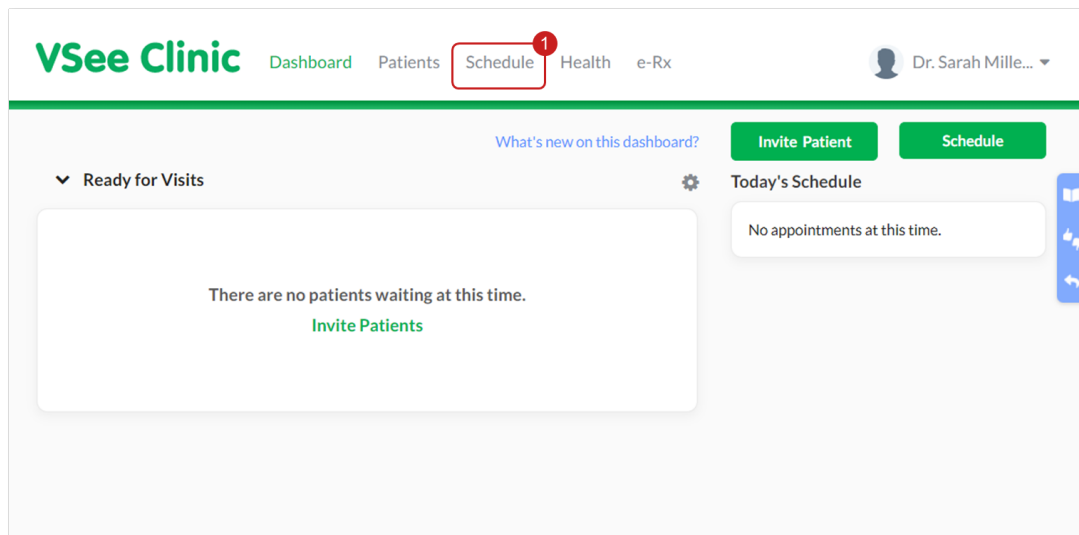 VSee Clinic Dashboard Patients Schedule 1 Health e-Rx Dr. Sarah Mille...
What's new on this dashboard? Invite Patient Schedule
Ready for Visits Today's Schedule
No appointments at this time.
There are no patients waiting at this time.
Invite Patients